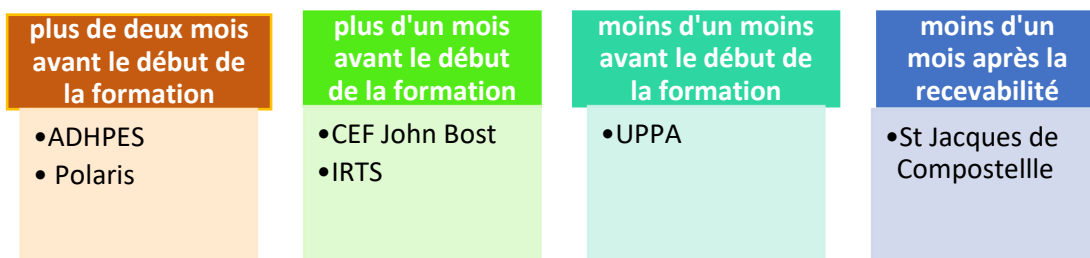 plus de deux mois
avant le début de
la formation
•ADHPES
• Polaris
plus d'un mois
avant le début
de la formation
•CEF John Bost
•IRTS
moins d'un moins
avant le début de
la formation
•UPPA
moins d'un
mois après la
recevabilité
•St Jacques de
Compostellle